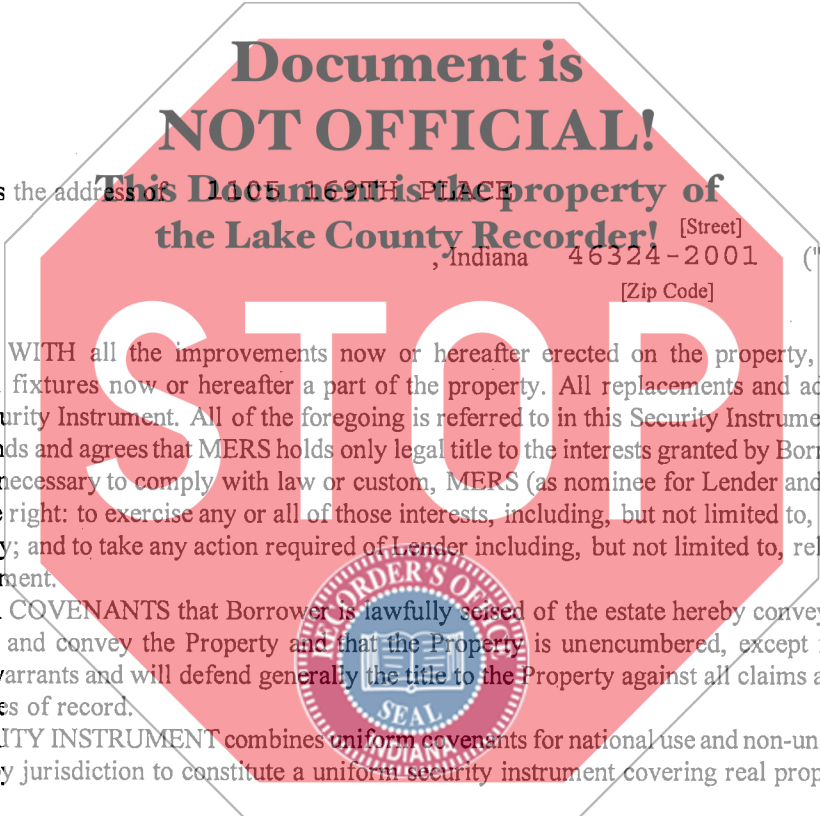 Document is
NOT OFFICIAL!
This Document is the property of
the Lake County Recorder!
s the address of 1105 169TH PLACE
[Street]
, Indiana 46324-2001 ("
[Zip Code]
STOP
WITH all the improvements now or hereafter erected on the property,
fixtures now or hereafter a part of the property. All replacements and ad
urity Instrument. All of the foregoing is referred to in this Security Instrume
ds and agrees that MERS holds only legal title to the interests granted by Borr
necessary to comply with law or custom, MERS (as nominee for Lender and
right: to exercise any or all of those interests, including, but not limited to,
y; and to take any action required of Lender including, but not limited to, rel
ment.
COVENANTS that Borrower is lawfully seised of the estate hereby convey
and convey the Property and that the Property is unencumbered, except
arrants and will defend generally the title to the Property against all claims a
es of record.
ITY INSTRUMENT combines uniform covenants for national use and non-un
y jurisdiction to constitute a uniform security instrument covering real prop
RECORDER'S OFFICE
SEAL
INDIANA